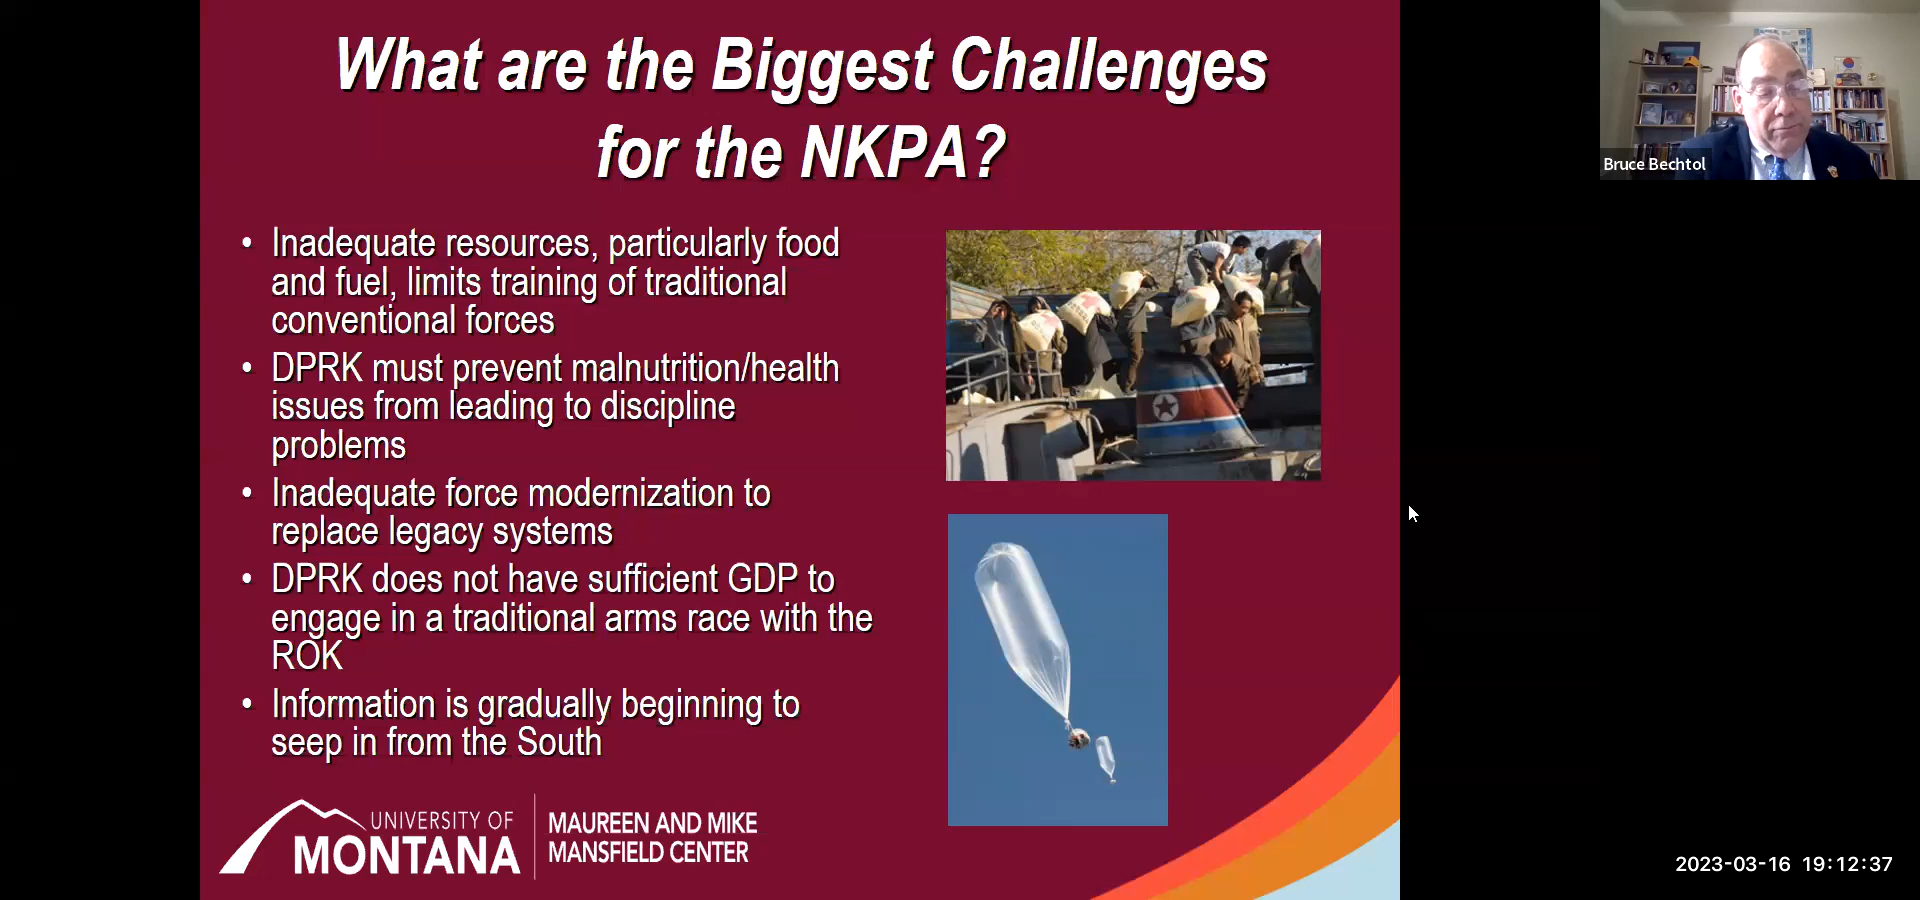 What are the Biggest Challenges
for the NKPA?
• Inadequate resources, particularly food
and fuel, limits training of traditional
conventional forces
• DPRK must prevent malnutrition/health
issues from leading to discipline
problems
• Inadequate force modernization to
replace legacy systems
• DPRK does not have sufficient GDP to
engage in a traditional arms race with the
ROK
• Information is gradually beginning to
seep in from the South
UNIVERSITY OF
MONTANA
MAUREEN AND MIKE
MANSFIELD CENTER
Bruce Bechtol
2023-03-16 19:12:37